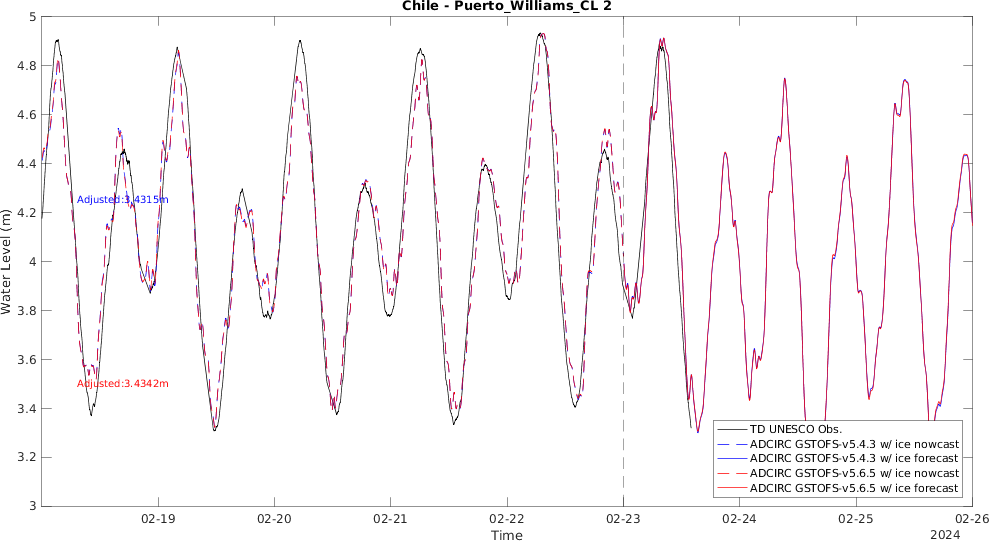 Chile - Puerto_Williams_CL 2
5
4.8
4.6
4.4
4.2
4
3.8
3.6
3.4
3.2
3
Water Level (m)
Adjusted:3.4315m
Adjusted:3.4342m
TD UNESCO Obs.
ADCIRC GSTOFS-v5.4.3 w/ ice nowcast
ADCIRC GSTOFS-v5.4.3 w/ ice forecast
ADCIRC GSTOFS-v5.6.5 w/ ice nowcast
ADCIRC GSTOFS-v5.6.5 w/ ice forecast
02-19 02-20 02-21 02-22 02-23 02-24 02-25 02-26
Time
2024